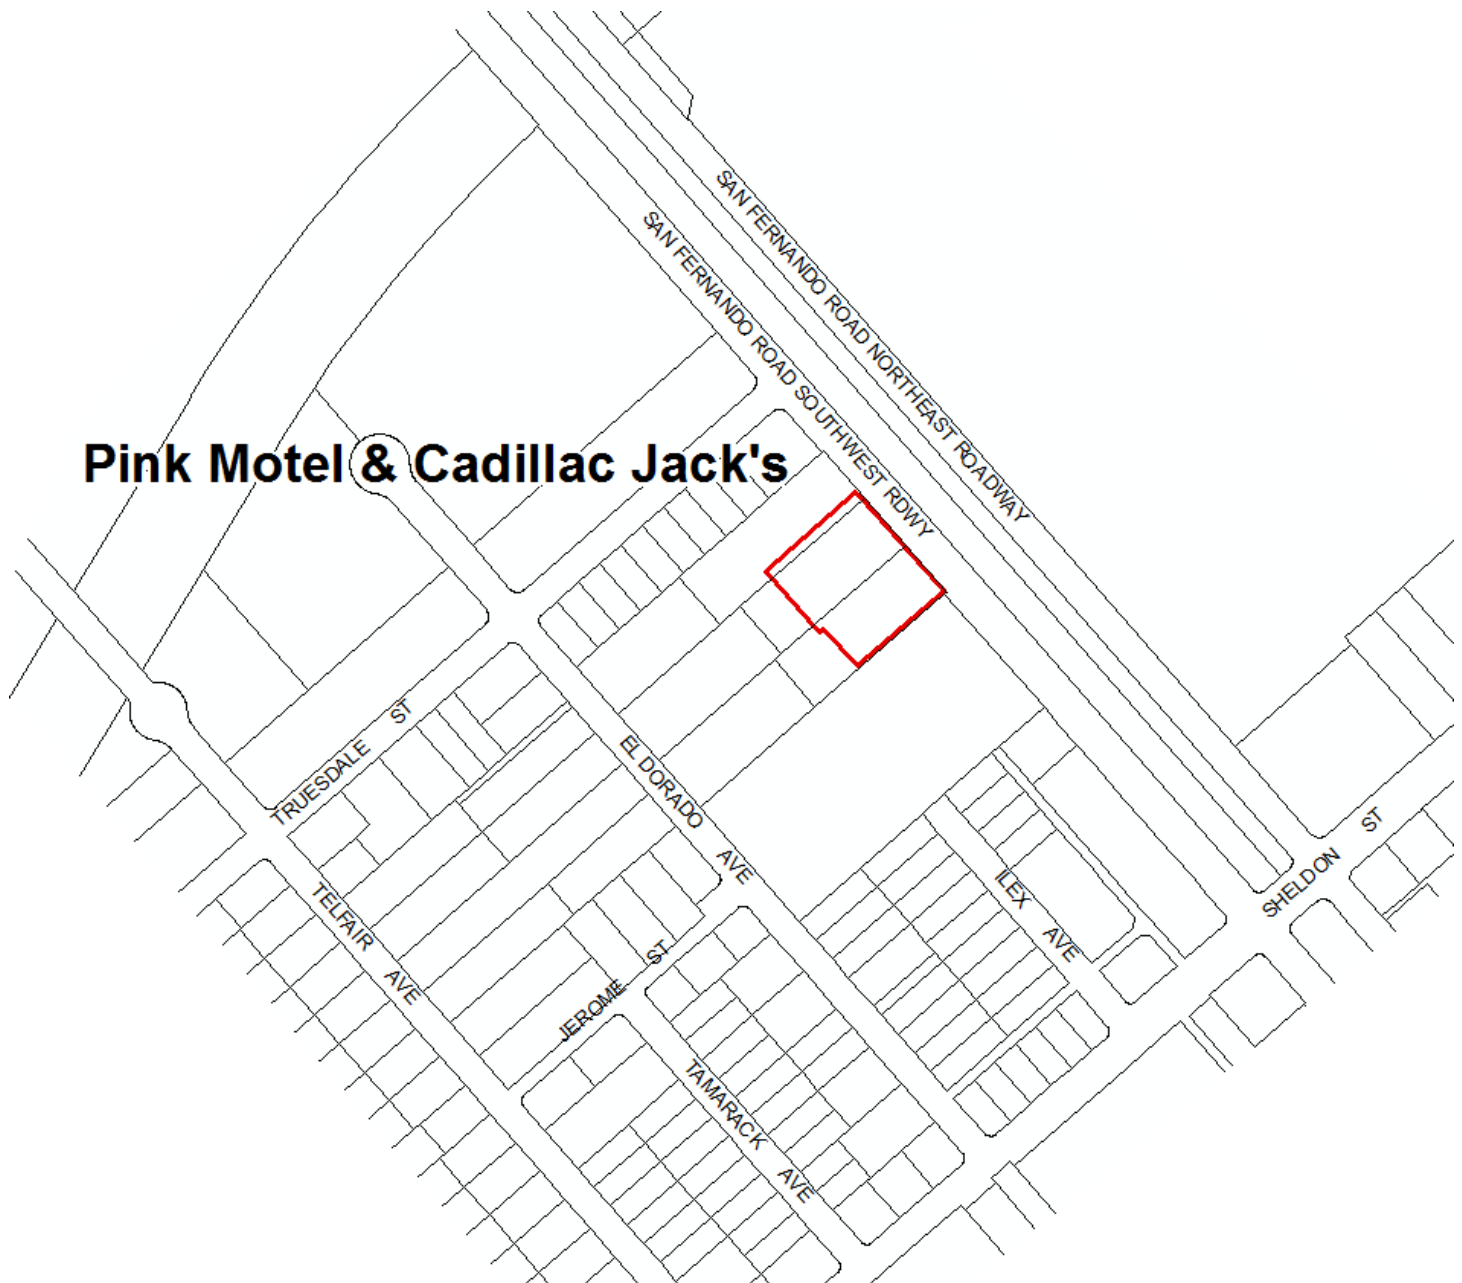 SAN FERNANDO ROAD NORTHEAST ROADWAY
SAN FERNANDO ROAD SOUTHWEST RDWY
Pink Motel & Cadillac Jack's
TRUESDALE ST
EL DORADO AVE
SHELDON ST
ILEX AVE
TELFAIR AVE
JEROME ST
TAMARACK AVE